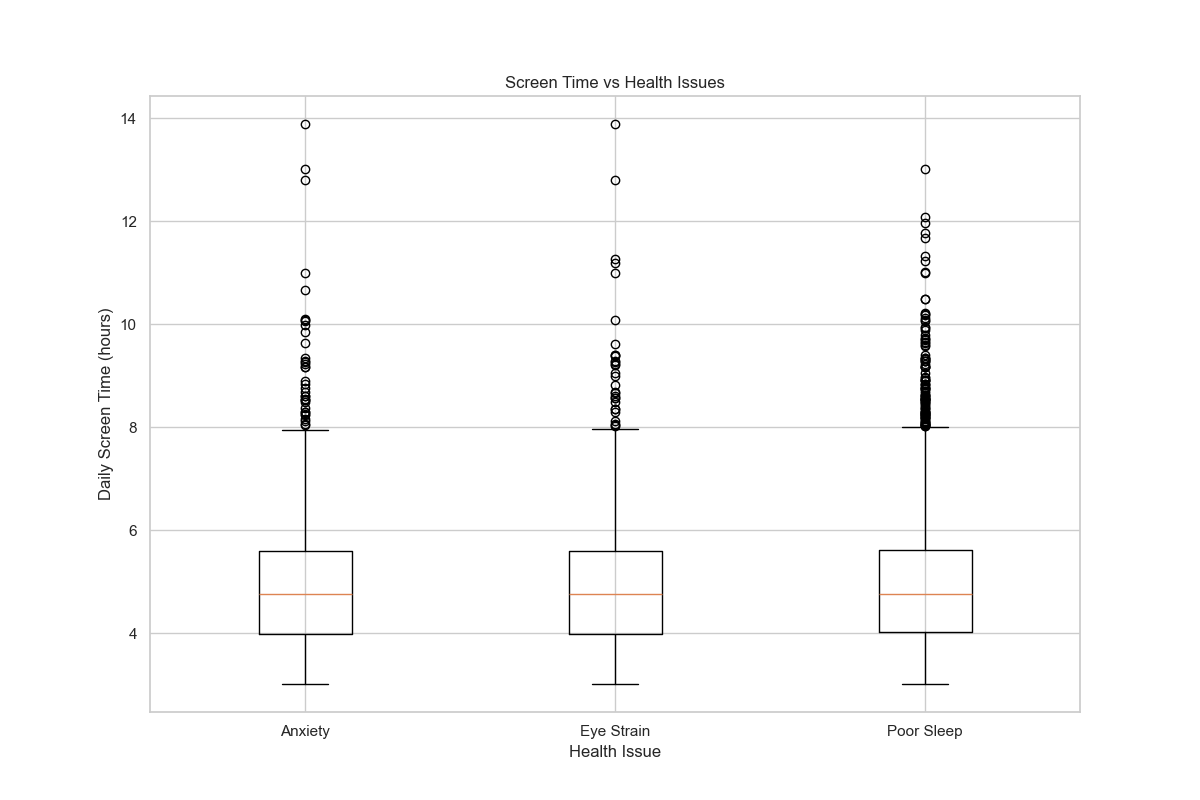 Screen Time vs Health Issues
14
12
10
8
6
4
Daily Screen Time (hours)
Anxiety
Eye Strain
Poor Sleep
Health Issue